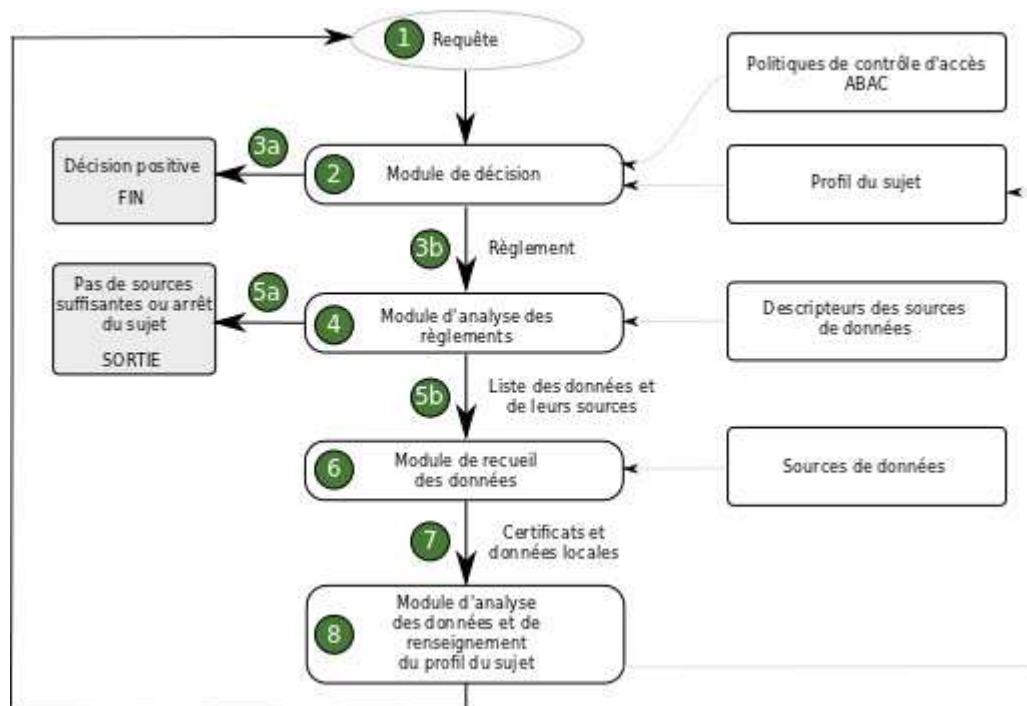 1 Requête
Politiques de contrôle d'accès
ABAC
3a
Décision positive
FIN
2 Module de décision
Profil du sujet
3b Règlement
Pas de sources
suffisantes ou arrêt
du sujet
SORTIE
5a
4 Module d'analyse des
règlements
Descripteurs des sources
de données
5b Liste des données et
de leurs sources
6 Module de recueil
des données
Sources de données
7 Certificats et
données locales
8 Module d'analyse
des données et de
renseignement
du profil du sujet